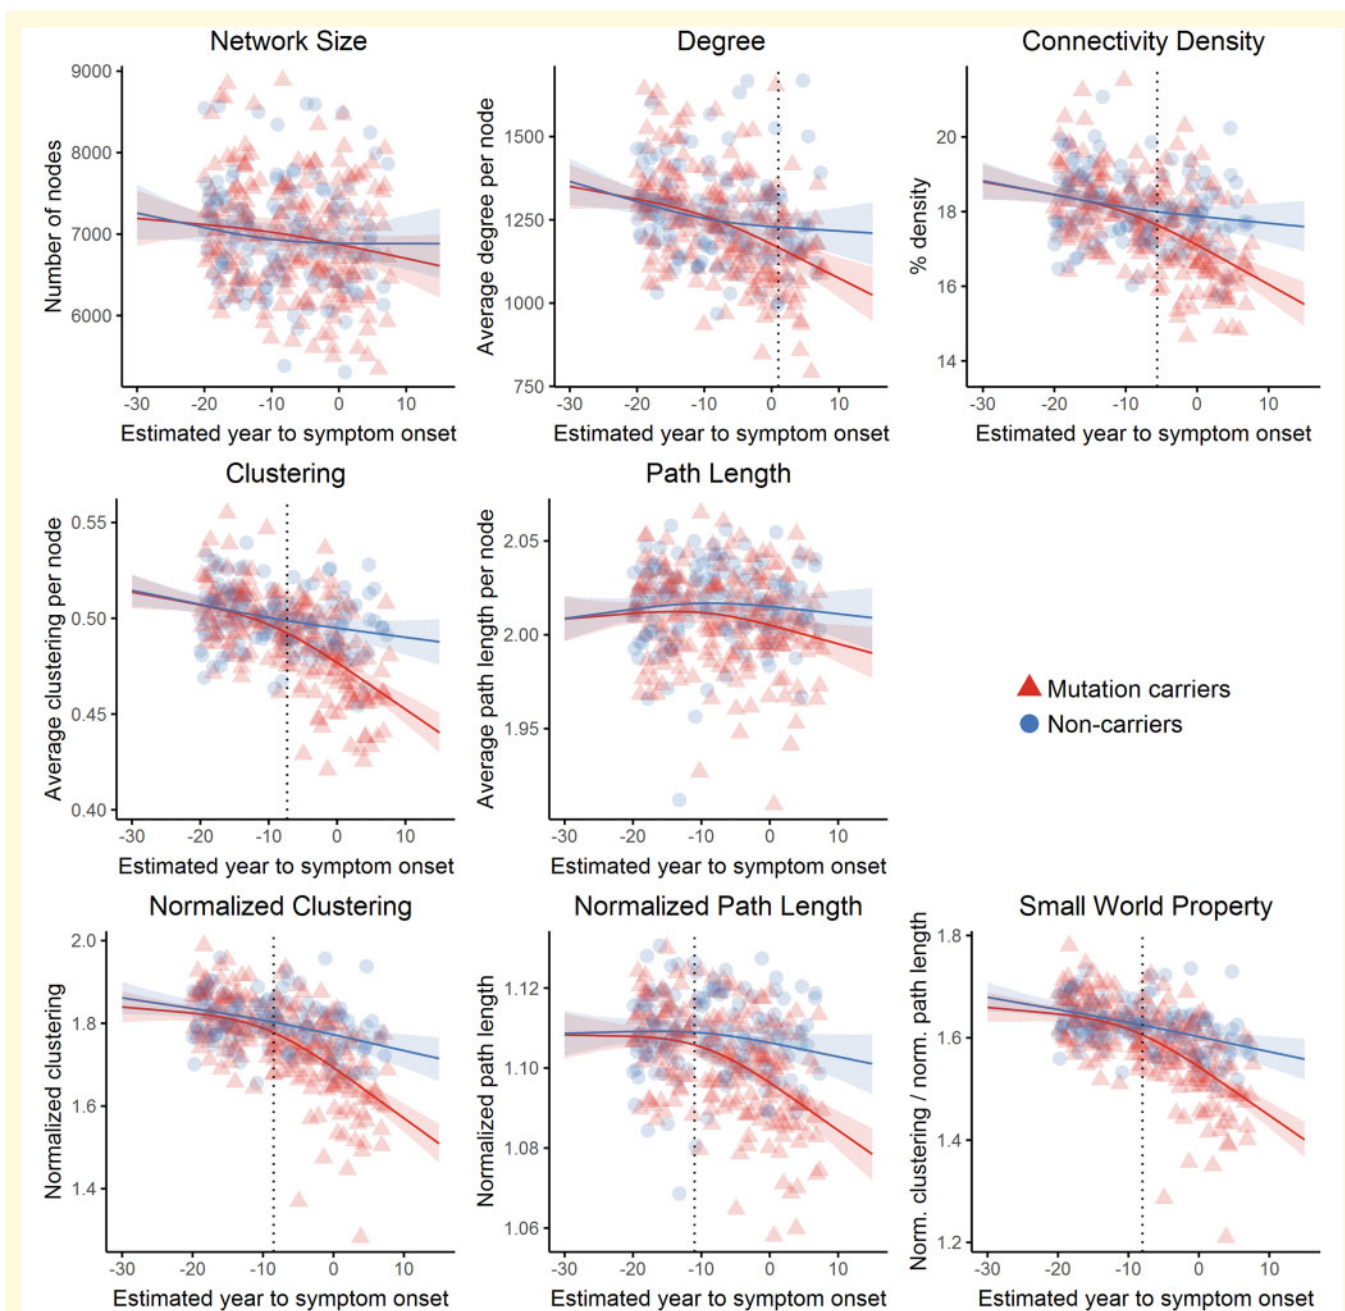 Network Size
Number of nodes
9000
8000
7000
6000
-30 -20 -10 0 10
Estimated year to symptom onset
Degree
Average degree per node
1500
1250
1000
750
-30 -20 -10 0 10
Estimated year to symptom onset
Connectivity Density
% density
20
18
16
14
-30 -20 -10 0 10
Estimated year to symptom onset
Clustering
Average clustering per node
0.55
0.50
0.45
0.40
-30 -20 -10 0 10
Estimated year to symptom onset
Path Length
Average path length per node
2.05
2.00
1.95
-30 -20 -10 0 10
Estimated year to symptom onset
Mutation carriers
Non-carriers
Normalized Clustering
Normalized clustering
2.0
1.8
1.6
1.4
-30 -20 -10 0 10
Estimated year to symptom onset
Normalized Path Length
Normalized path length
1.12
1.10
1.08
1.06
-30 -20 -10 0 10
Estimated year to symptom onset
Small World Property
Norm. clustering / norm. path length
1.8
1.6
1.4
1.2
-30 -20 -10 0 10
Estimated year to symptom onset